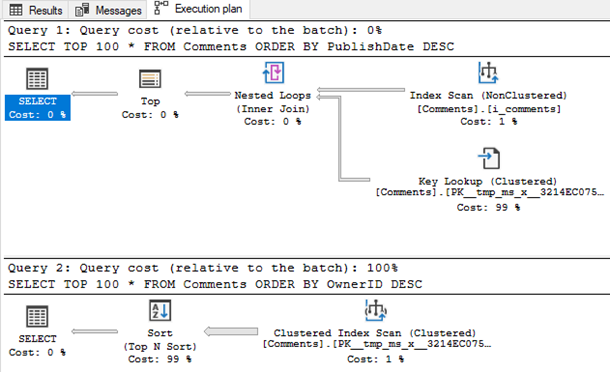 Results Messages Execution plan
Query 1: Query cost (relative to the batch): 0%
SELECT TOP 100 * FROM Comments ORDER BY PublishDate DESC
SELECT
Cost: 0 %
Top
Cost: 0 %
Nested Loops
(Inner Join)
Cost: 0 %
Index Scan (NonClustered)
[Comments].[i_comments]
Cost: 1 %
Key Lookup (Clustered)
[Comments].[PK__tmp_ms_x__3214EC075...
Cost: 99 %
Query 2: Query cost (relative to the batch): 100%
SELECT TOP 100 * FROM Comments ORDER BY OwnerID DESC
SELECT
Cost: 0 %
Sort
(Top N Sort)
Cost: 99 %
Clustered Index Scan (Clustered)
[Comments].[PK__tmp_ms_x__3214EC075...
Cost: 1 %